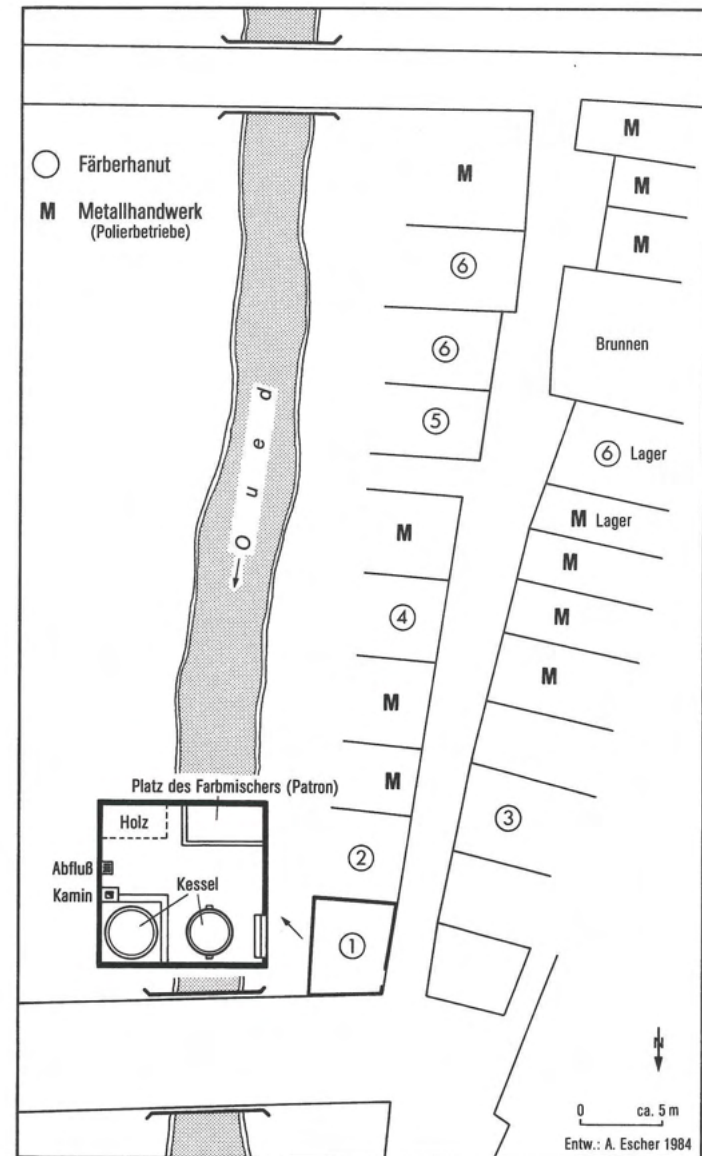 Färberhanut
M Metallhandwerk
(Polierbetriebe)
M
M
M
M
6
Brunnen
6
5
6 Lager
Oued
M Lager
M
M
4
M
M
M
M
Platz des Farbmischers (Patron)
Holz
3
2
Abfluß
Kessel
Kamin
1
N
0 ca. 5 m
Entw.: A. Escher 1984